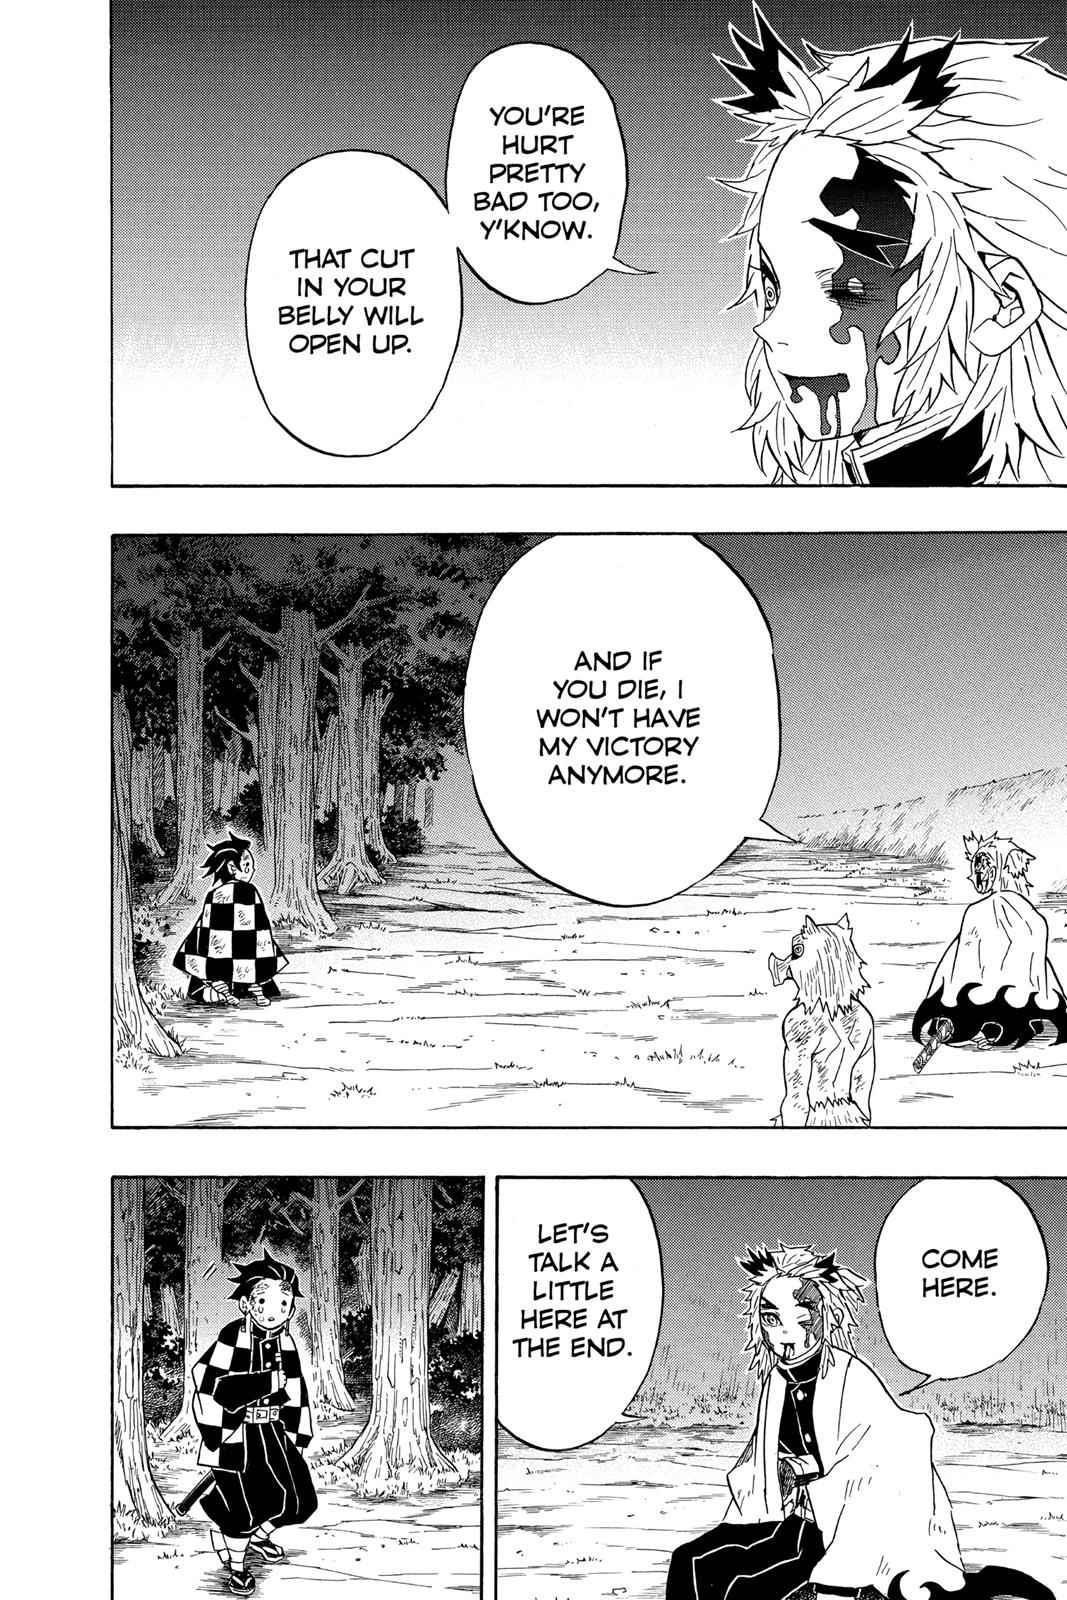 YOU'RE
HURT
PRETTY
BAD TOO,
Y'KNOW.
THAT CUT
IN YOUR
BELLY WILL
OPEN UP.
AND IF
YOU DIE, I
WON'T HAVE
MY VICTORY
ANYMORE.
COME
HERE.
LET'S
TALK A
LITTLE
HERE AT
THE END.